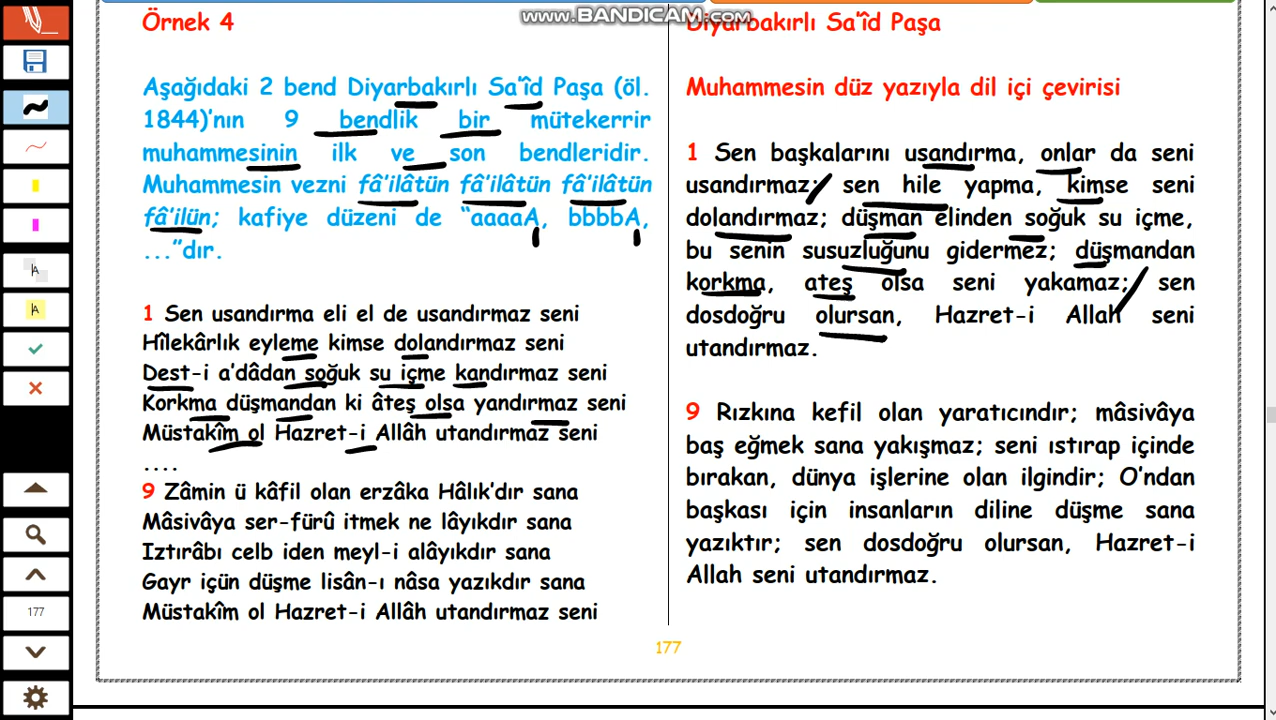 www.BANDICAM.com
Örnek 4
Aşağıdaki 2 bend Diyarbakırlı Sa'îd Paşa (öl.
1844)'nın 9 bendlik bir mütekerrir
muhammesinin ilk ve son bendleridir.
Muhammesin vezni fâ'ilâtün fâ'ilâtün fâ'ilâtün
fâ'ilün; kafiye düzeni de “aaaaA, bbbbA,
...”dır.
1 Sen usandırma eli el de usandırmaz seni
Hîlekârlık eyleme kimse dolandırmaz seni
Dest-i a'dâdan soğuk su içme kandırmaz seni
Korkma düşmandan ki âteş olsa yandırmaz seni
Müstakîm ol Hazret-i Allâh utandırmaz seni
....
9 Zâmin ü kâfil olan erzâka Hâlık'dır sana
Mâsivâya ser-fürû itmek ne lâyıkdır sana
Iztırâbı celb iden meyl-i alâyıkdır sana
Gayr içün düşme lisân-ı nâsa yazıkdır sana
Müstakîm ol Hazret-i Allâh utandırmaz seni
Diyarbakırlı Sa'îd Paşa
Muhammesin düz yazıyla dil içi çevirisi
1 Sen başkalarını usandırma, onlar da seni
usandırmaz; sen hile yapma, kimse seni
dolandırmaz; düşman elinden soğuk su içme,
bu senin susuzluğunu gidermez; düşmandan
korkma, ateş olsa seni yakamaz; sen
dosdoğru olursan, Hazret-i Allah seni
utandırmaz.
9 Rızkına kefil olan yaratıcındır; mâsivâya
baş eğmek sana yakışmaz; seni ıstırap içinde
bırakan, dünya işlerine olan ilgindir; O'ndan
başkası için insanların diline düşme sana
yazıktır; sen dosdoğru olursan, Hazret-i
Allah seni utandırmaz.
177
177